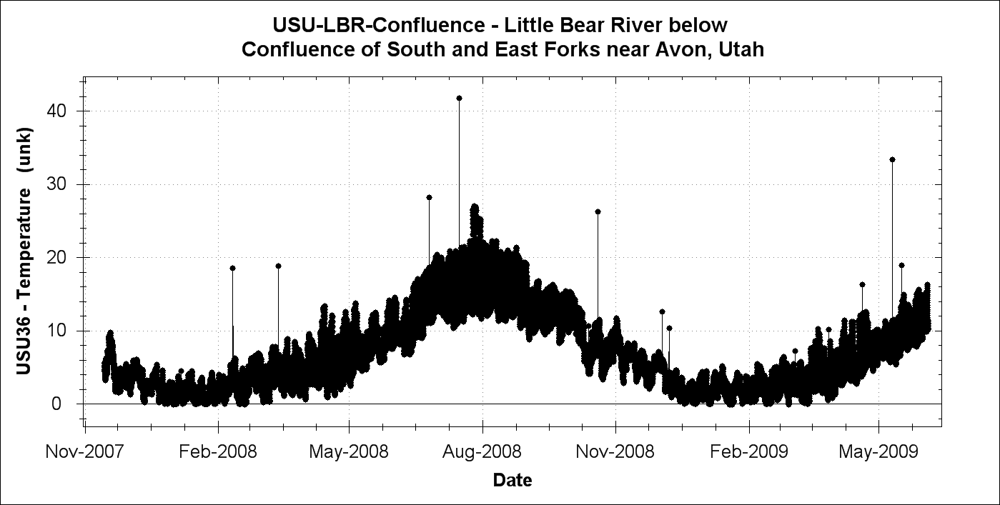 USU-LBR-Confluence - Little Bear River below
Confluence of South and East Forks near Avon, Utah
USU36 - Temperature (unk)
40
30
20
10
0
Nov-2007 Feb-2008 May-2008 Aug-2008 Nov-2008 Feb-2009 May-2009
Date